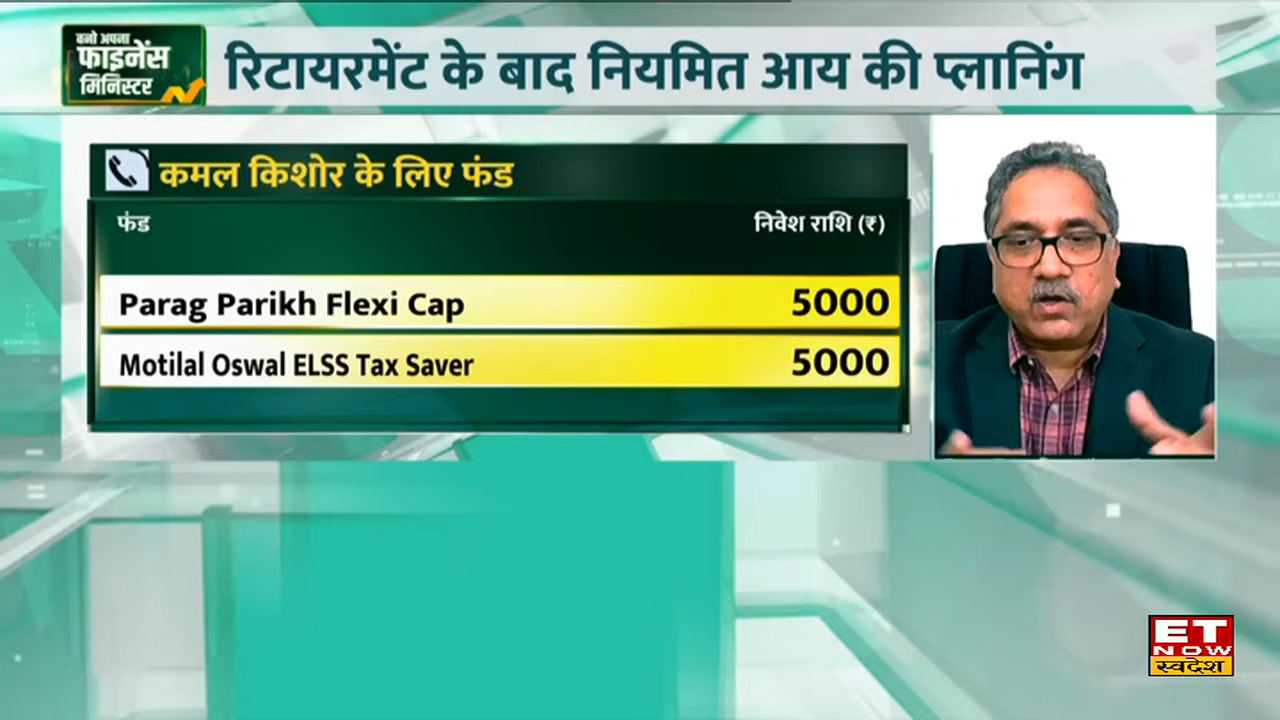 बनो अपना
फाइनेंस
मिनिस्टर
रिटायरमेंट के बाद नियमित आय की प्लानिंग
कमल किशोर के लिए फंड
फंड
निवेश राशि (₹)
Parag Parikh Flexi Cap
5000
Motilal Oswal ELSS Tax Saver
5000
ET
NOW
स्वदेश